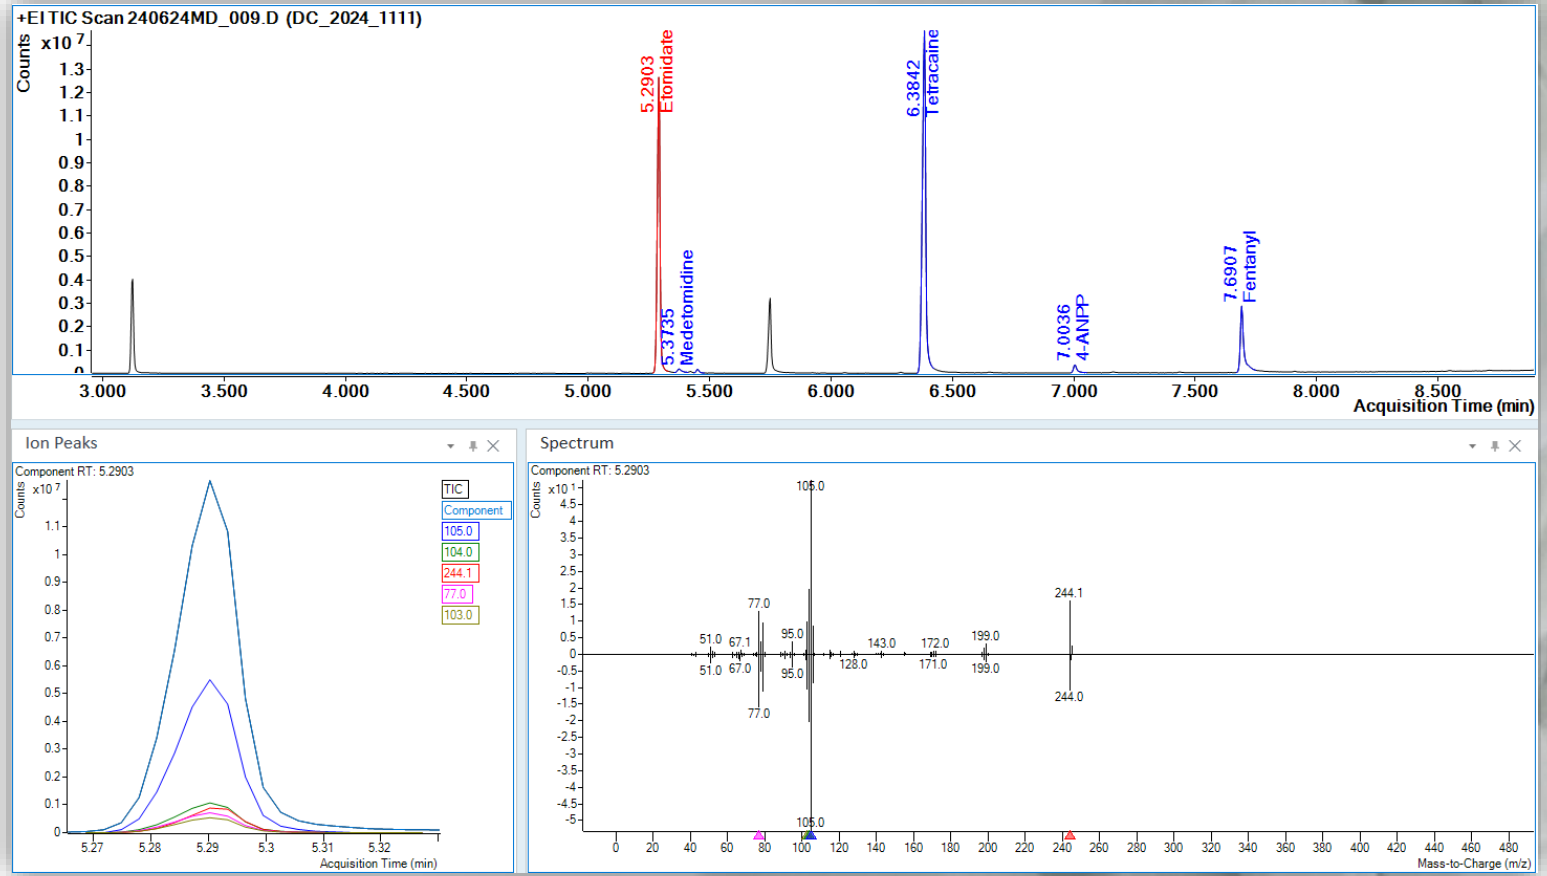 +EI TIC Scan 240624MD_009.D (DC_2024_1111)
Counts
x10 7
1.3
1.2
1.1
1
0.9
0.8
0.7
0.6
0.5
0.4
0.3
0.2
0.1
0
5.2903
Etomidate
5.3735
Medetomidine
6.3842
Tetracaine
7.0036
4-ANPP
7.6907
Fentanyl
3.000 3.500 4.000 4.500 5.000 5.500 6.000 6.500 7.000 7.500 8.000 8.500
Acquisition Time (min)
Ion Peaks
Component RT: 5.2903
Counts
x10 7
1.1
1
0.9
0.8
0.7
0.6
0.5
0.4
0.3
0.2
0.1
0
TIC
Component
105.0
104.0
244.1
77.0
103.0
5.27 5.28 5.29 5.3 5.31 5.32
Acquisition Time (min)
Spectrum
Component RT: 5.2903
Counts
x10 1
4.5
4
3.5
3
2.5
2
1.5
1
0.5
0
-0.5
-1
-1.5
-2
-2.5
-3
-3.5
-4
-4.5
-5
105.0
244.1
77.0
51.0 67.1 95.0 143.0 172.0 199.0
51.0 67.0 95.0 128.0 171.0 199.0
244.0
77.0
105.0
0 20 40 60 80 100 120 140 160 180 200 220 240 260 280 300 320 340 360 380 400 420 440 460 480
Mass-to-Charge (m/z)